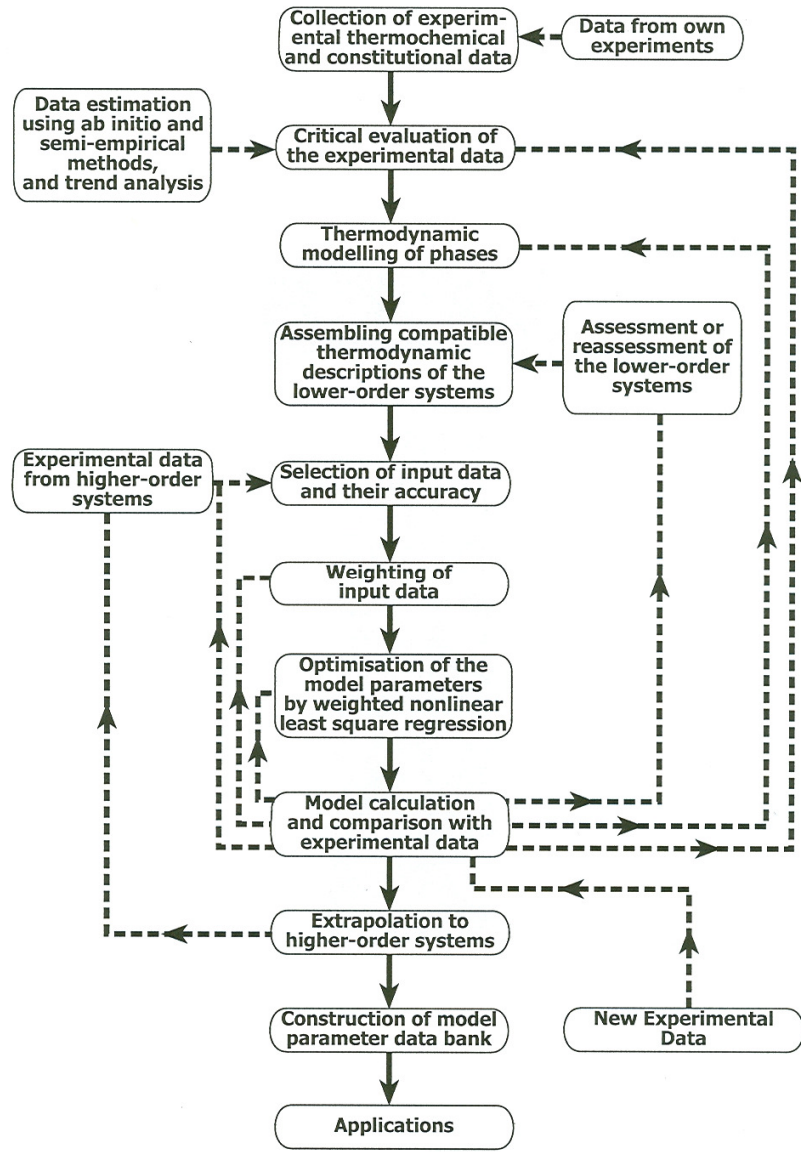 Collection of experim-
ental thermochemical
and constitutional data
Data from own
experiments
Data estimation
using ab initio and
semi-empirical
methods,
and trend analysis
Critical evaluation of
the experimental data
Thermodynamic
modelling of phases
Assembling compatible
thermodynamic
descriptions of the
lower-order systems
Assessment or
reassessment of
the lower-order
systems
Experimental data
from higher-order
systems
Selection of input data
and their accuracy
Weighting of
input data
Optimisation of the
model parameters
by weighted nonlinear
least square regression
Model calculation
and comparison with
experimental data
Extrapolation to
higher-order systems
Construction of model
parameter data bank
New Experimental
Data
Applications